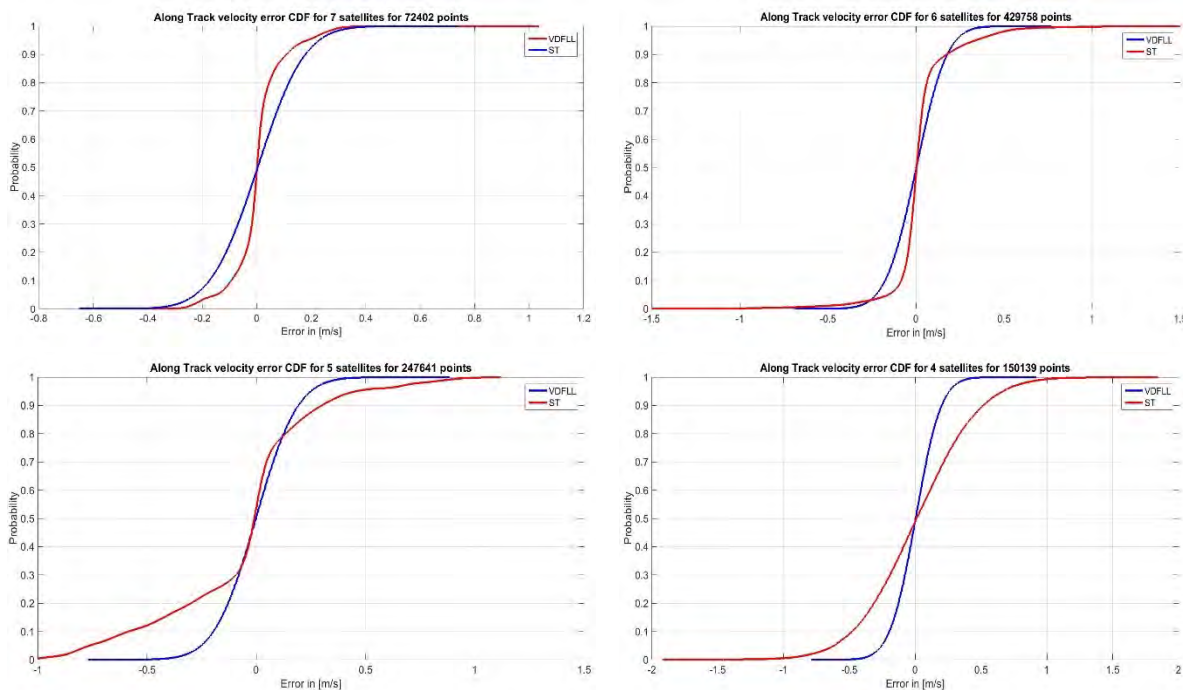 Along Track velocity error CDF for 7 satellites for 72402 points
1
0.9
0.8
0.7
0.6
0.5
0.4
0.3
0.2
0.1
0
Probability
VDFLL
ST
-0.8 -0.6 -0.4 -0.2 0 0.2 0.4 0.6 0.8 1 1.2
Error in [m/s]
Along Track velocity error CDF for 6 satellites for 429758 points
1
0.9
0.8
0.7
0.6
0.5
0.4
0.3
0.2
0.1
0
Probability
VDFLL
ST
-1.5 -1 -0.5 0 0.5 1 1.5
Error in [m/s]
Along Track velocity error CDF for 5 satellites for 247641 points
1
0.9
0.8
0.7
0.6
0.5
0.4
0.3
0.2
0.1
0
Probability
VDFLL
ST
-1 -0.5 0 0.5 1 1.5
Error in [m/s]
Along Track velocity error CDF for 4 satellites for 150139 points
1
0.9
0.8
0.7
0.6
0.5
0.4
0.3
0.2
0.1
0
Probability
VDFLL
ST
-2 -1.5 -1 -0.5 0 0.5 1 1.5 2
Error in [m/s]